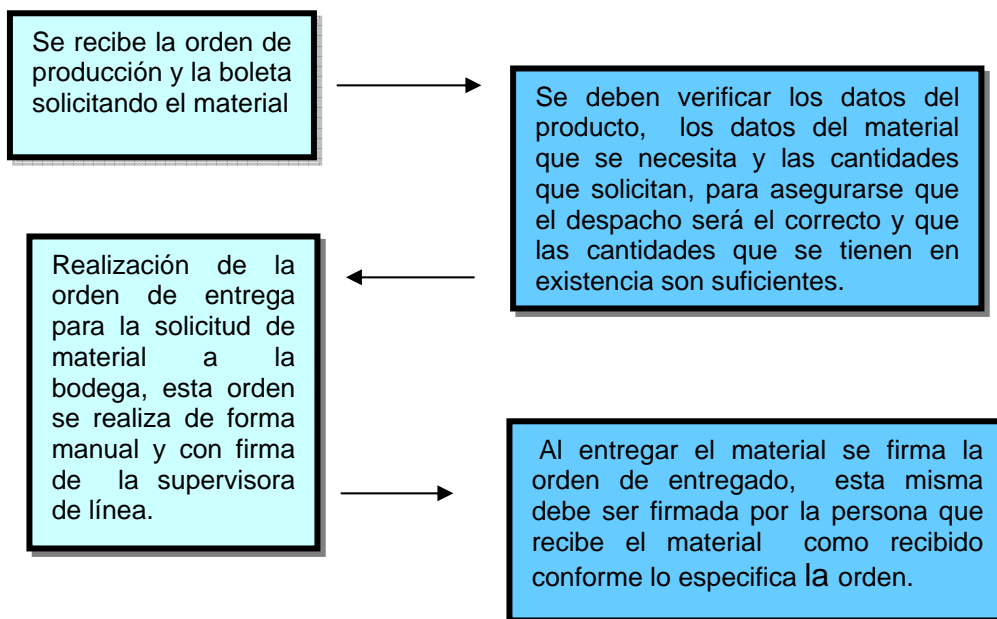 Se recibe la orden de
producción y la boleta
solicitando el material
Se deben verificar los datos del
producto, los datos del material
que se necesita y las cantidades
que solicitan, para asegurarse que
el despacho será el correcto y que
las cantidades que se tienen en
existencia son suficientes.
Realización de la
orden de entrega
para la solicitud de
material a la
bodega, esta orden
se realiza de forma
manual y con firma
de la supervisora
de línea.
Al entregar el material se firma la
orden de entregado, esta misma
debe ser firmada por la persona que
recibe el material como recibido
conforme lo especifica la orden.